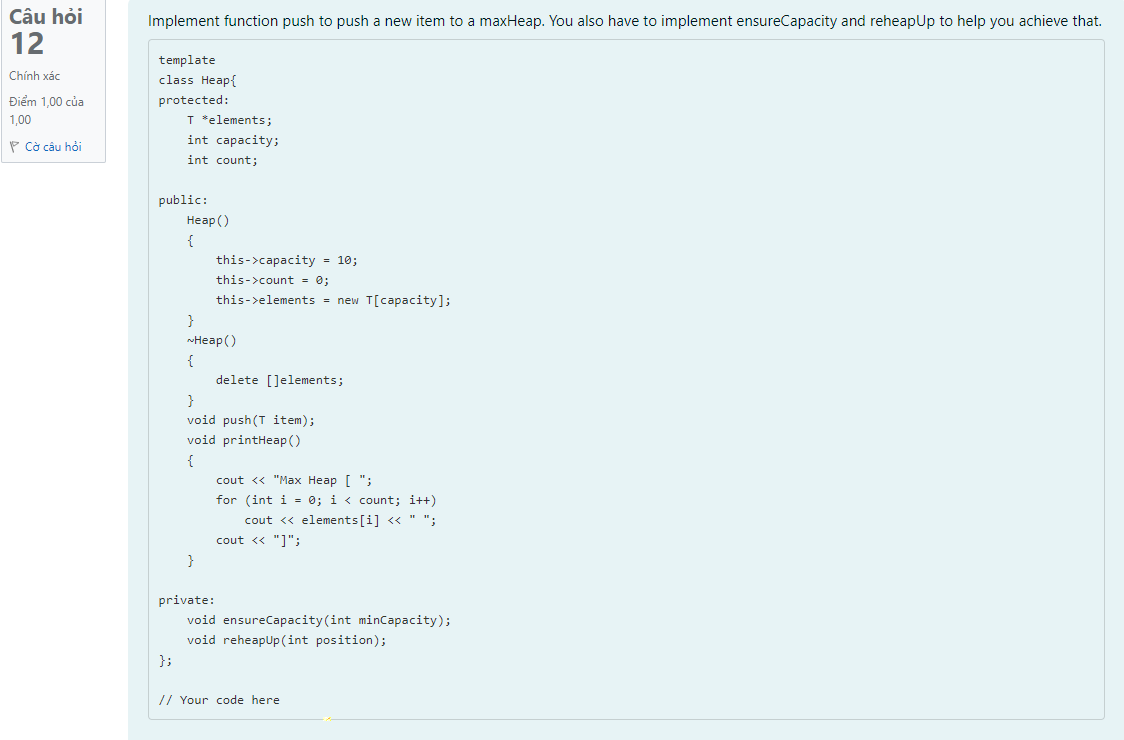 Câu hỏi
12
Chính xác
Điểm 1,00 của
1,00
Cờ câu hỏi
Implement function push to push a new item to a maxHeap. You also have to implement ensureCapacity and reheapUp to help you achieve that.
template
class Heap{
protected:
    T *elements;
    int capacity;
    int count;

public:
    Heap()
    {
        this->capacity = 10;
        this->count = 0;
        this->elements = new T[capacity];
    }
    ~Heap()
    {
        delete []elements;
    }
    void push(T item);
    void printHeap()
    {
        cout << "Max Heap [ ";
        for (int i = 0; i < count; i++)
            cout << elements[i] << " ";
        cout << "]";
    }

private:
    void ensureCapacity(int minCapacity);
    void reheapUp(int position);
};

// Your code here